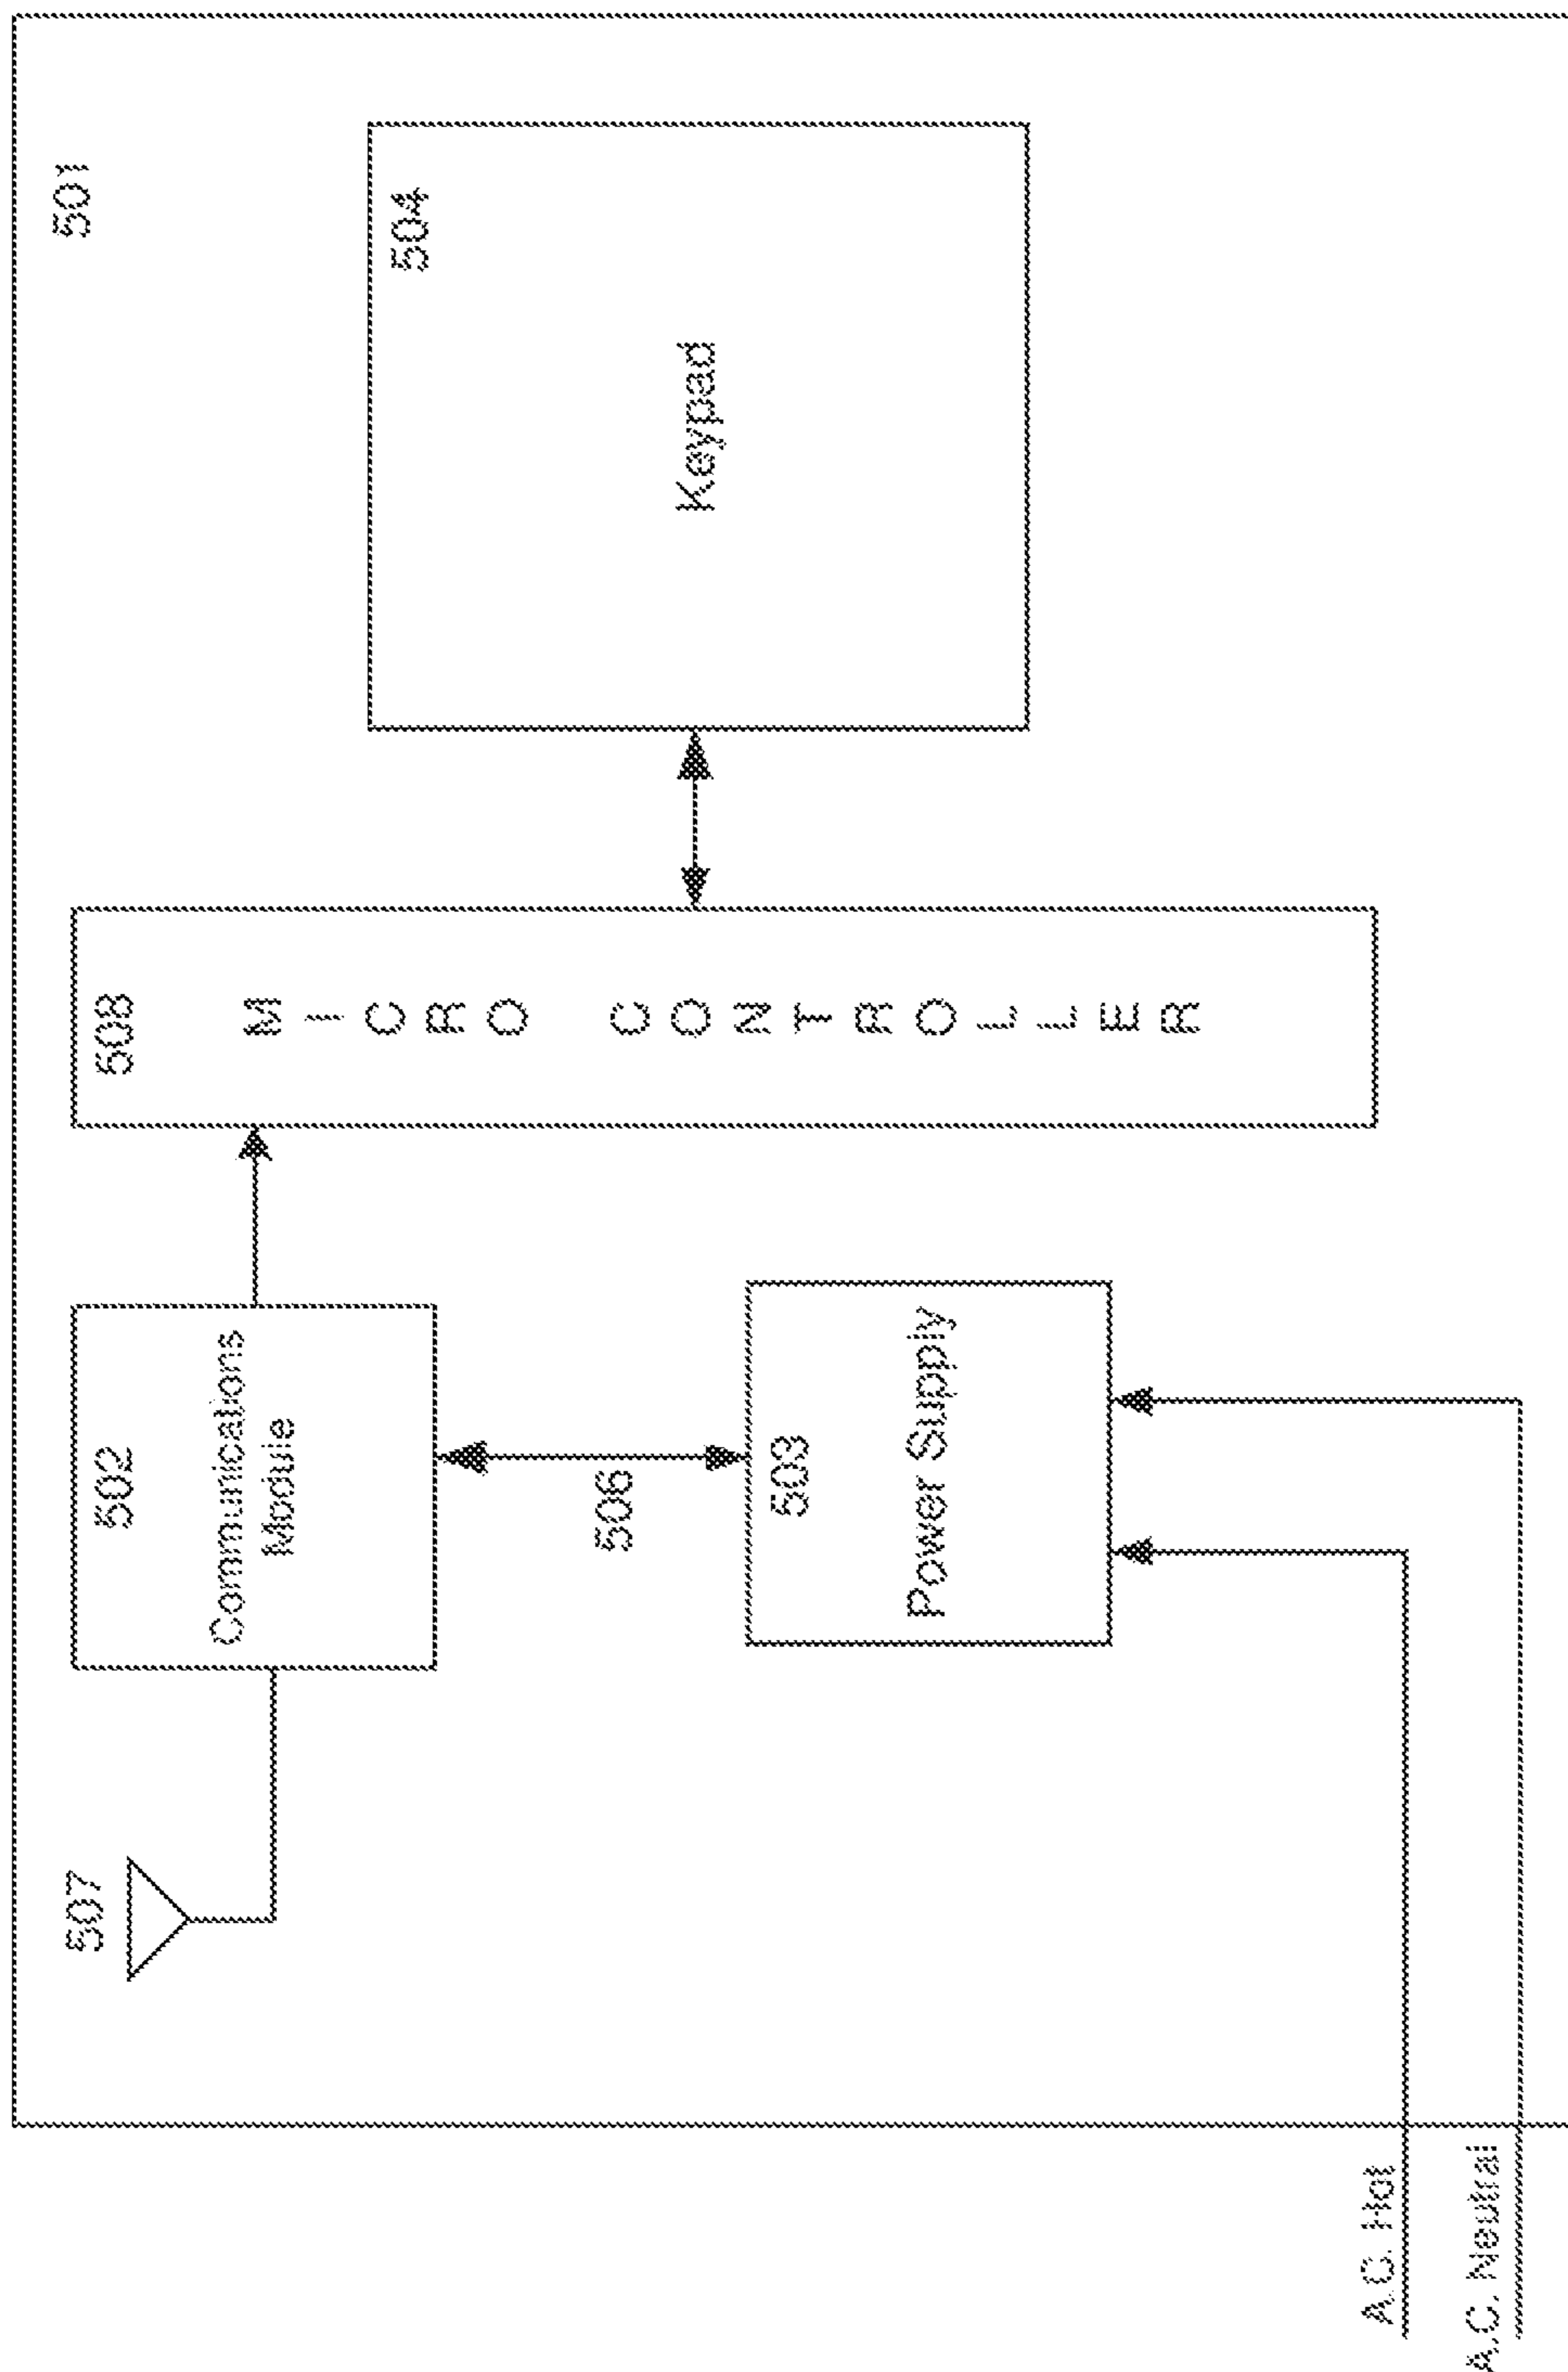 501
507
502
Communications
Module
508
MICRO CONTROLLER
504
Keypad
506
503
Power Supply
A.C. Hot
A.C. Neutral